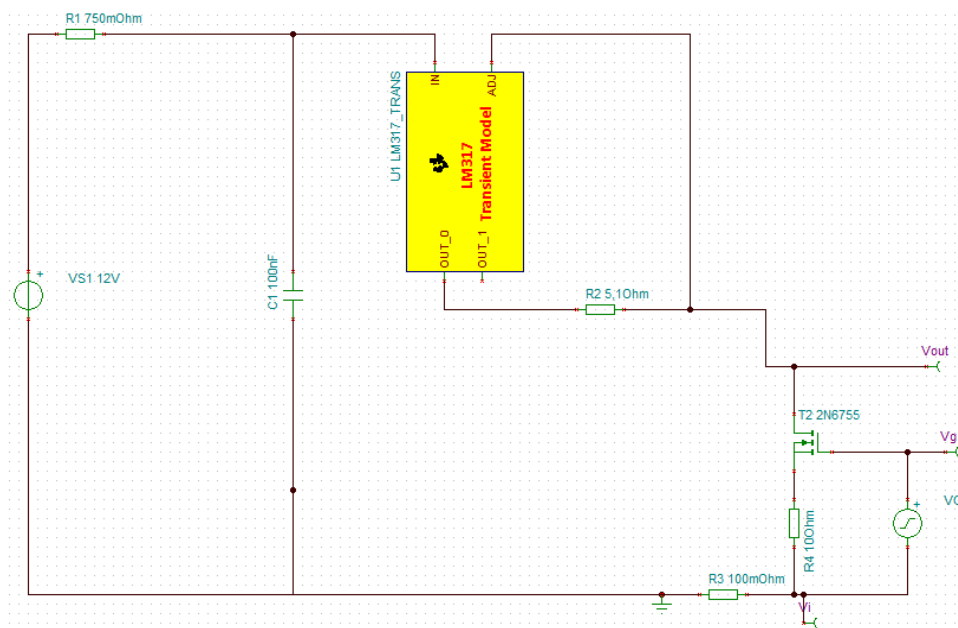 R1 750mOhm
IN
ADJ
U1 LM317_TRANS
LM317
Transient Model
OUT_0
OUT_1
+
VS1 12V
C1 100nF
R2 5,1Ohm
Vout
T2 2N6755
Vg
+
R4 10Ohm
R3 100mOhm
Vi